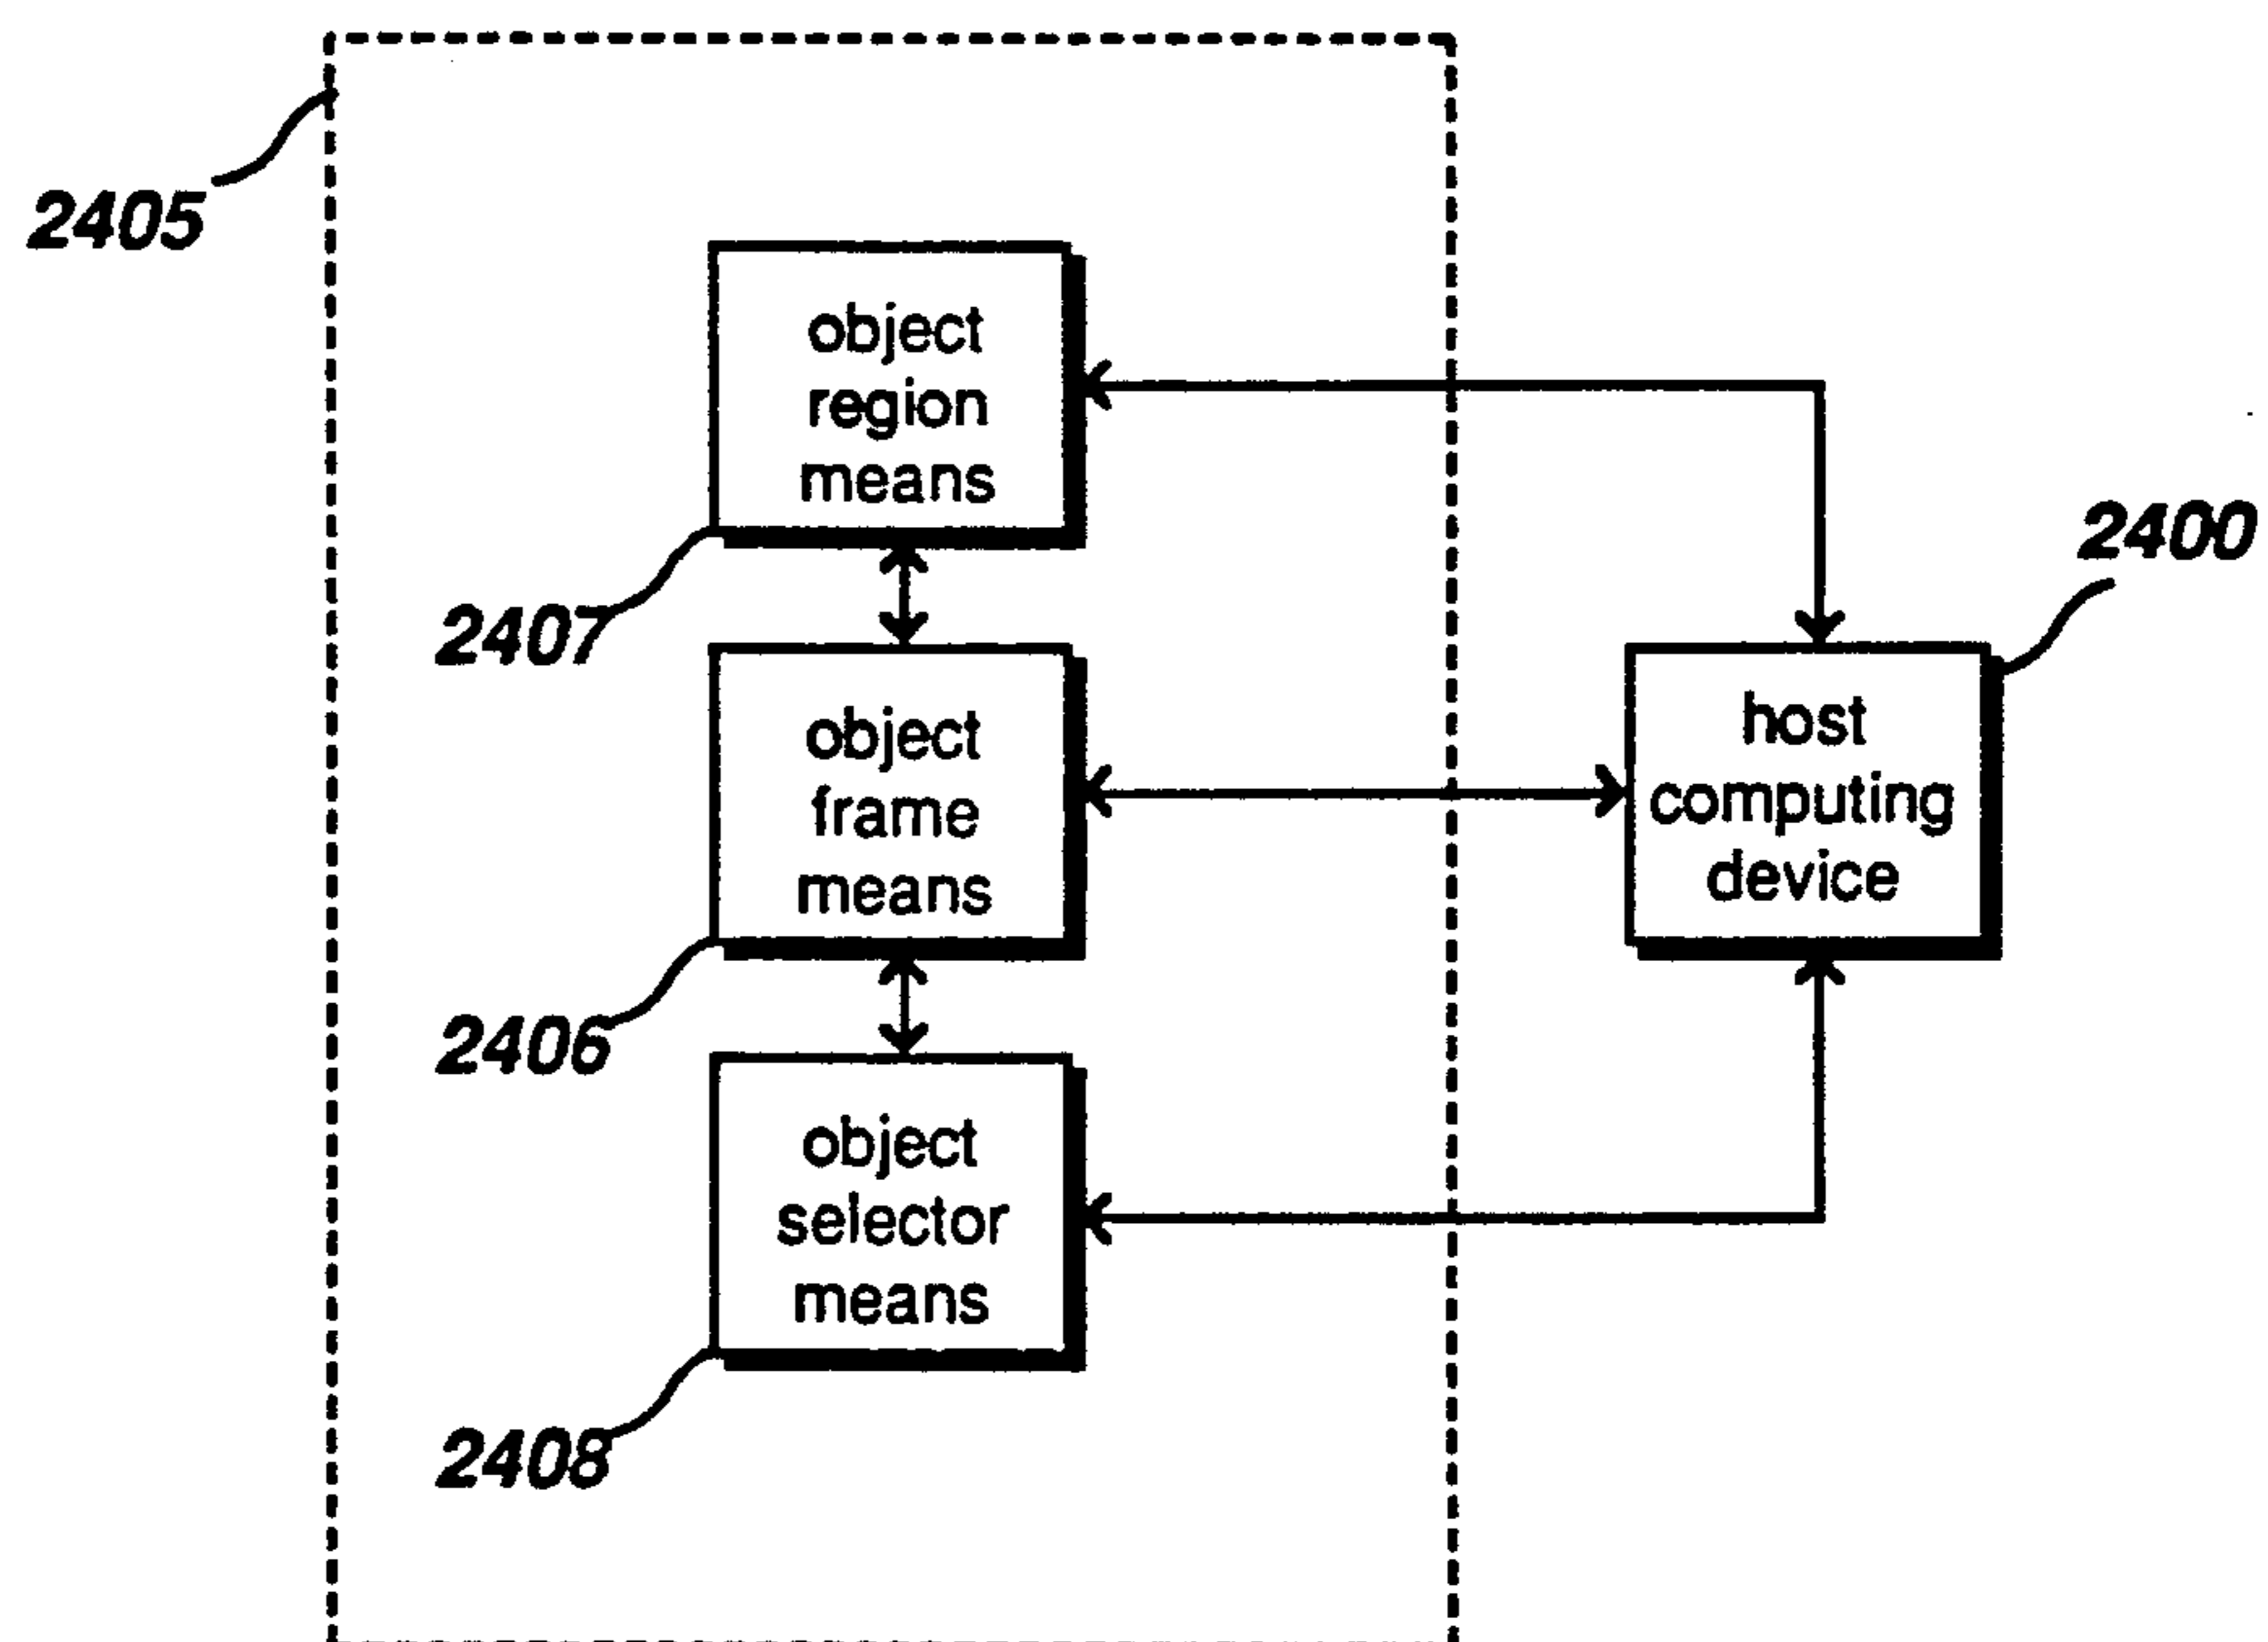 2405
object
region
means
2407
2400
object
frame
means
host
computing
device
2406
object
selector
means
2408